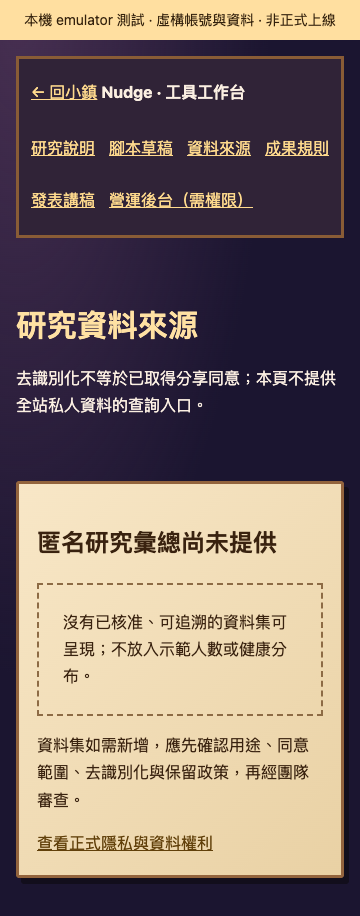 本機 emulator 測試 · 虛構帳號與資料 · 非正式上線
← 回小鎮 Nudge · 工具工作台
研究說明 腳本草稿 資料來源 成果規則
發表講稿 營運後台（需權限）
研究資料來源
去識別化不等於已取得分享同意；本頁不提供
全站私人資料的查詢入口。
匿名研究彙總尚未提供
沒有已核准、可追溯的資料集可
呈現；不放入示範人數或健康分
布。
資料集如需新增，應先確認用途、同意
範圍、去識別化與保留政策，再經團隊
審查。
查看正式隱私與資料權利